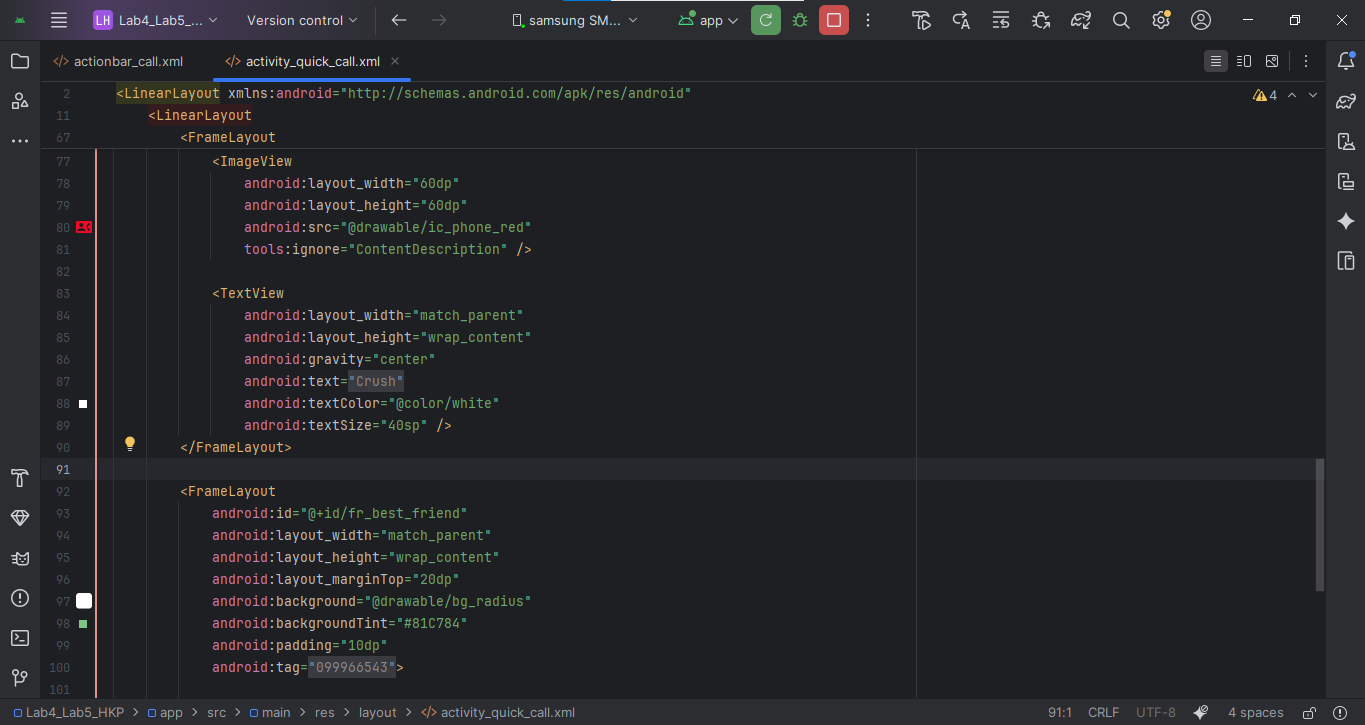 LH Lab4_Lab5_... Version control samsung SM... app
actionbar_call.xml activity_quick_call.xml
2 <LinearLayout xmlns:android="http://schemas.android.com/apk/res/android" 4
11 <LinearLayout
67 <FrameLayout
77 <ImageView
78 android:layout_width="60dp"
79 android:layout_height="60dp"
80 android:src="@drawable/ic_phone_red"
81 tools:ignore="ContentDescription" />
82
83 <TextView
84 android:layout_width="match_parent"
85 android:layout_height="wrap_content"
86 android:gravity="center"
87 android:text="Crush"
88 android:textColor="@color/white"
89 android:textSize="40sp" />
90 </FrameLayout>
91
92 <FrameLayout
93 android:id="@+id/fr_best_friend"
94 android:layout_width="match_parent"
95 android:layout_height="wrap_content"
96 android:layout_marginTop="20dp"
97 android:background="@drawable/bg_radius"
98 android:backgroundTint="#81C784"
99 android:padding="10dp"
100 android:tag="099966543">
101
Lab4_Lab5_HKP > app > src > main > res > layout > activity_quick_call.xml 91:1 CRLF UTF-8 4 spaces